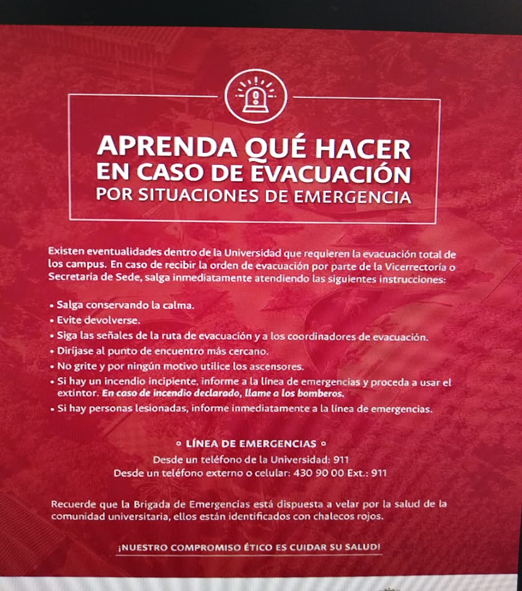 APRENDA QUÉ HACER
EN CASO DE EVACUACIÓN
POR SITUACIONES DE EMERGENCIA
Existen eventualidades dentro de la Universidad que requieren la evacuación total de
los campus. En caso de recibir la orden de evacuación por parte de la Vicerrectoría o
Secretaría de Sede, salga inmediatamente atendiendo las siguientes instrucciones:
• Salga conservando la calma.
• Evite devolverse.
• Siga las señales de la ruta de evacuación y a los coordinadores de evacuación.
• Diríjase al punto de encuentro más cercano.
• No grite y por ningún motivo utilice los ascensores.
• Si hay un incendio incipiente, informe a la línea de emergencias y proceda a usar el
extintor. En caso de incendio declarado, llame a los bomberos.
• Si hay personas lesionadas, informe inmediatamente a la línea de emergencias.
LÍNEA DE EMERGENCIAS
Desde un teléfono de la Universidad: 911
Desde un teléfono externo o celular: 430 90 00 Ext.: 911
Recuerde que la Brigada de Emergencias está dispuesta a velar por la salud de la
comunidad universitaria, ellos están identificados con chalecos rojos.
¡NUESTRO COMPROMISO ÉTICO ES CUIDAR SU SALUD!